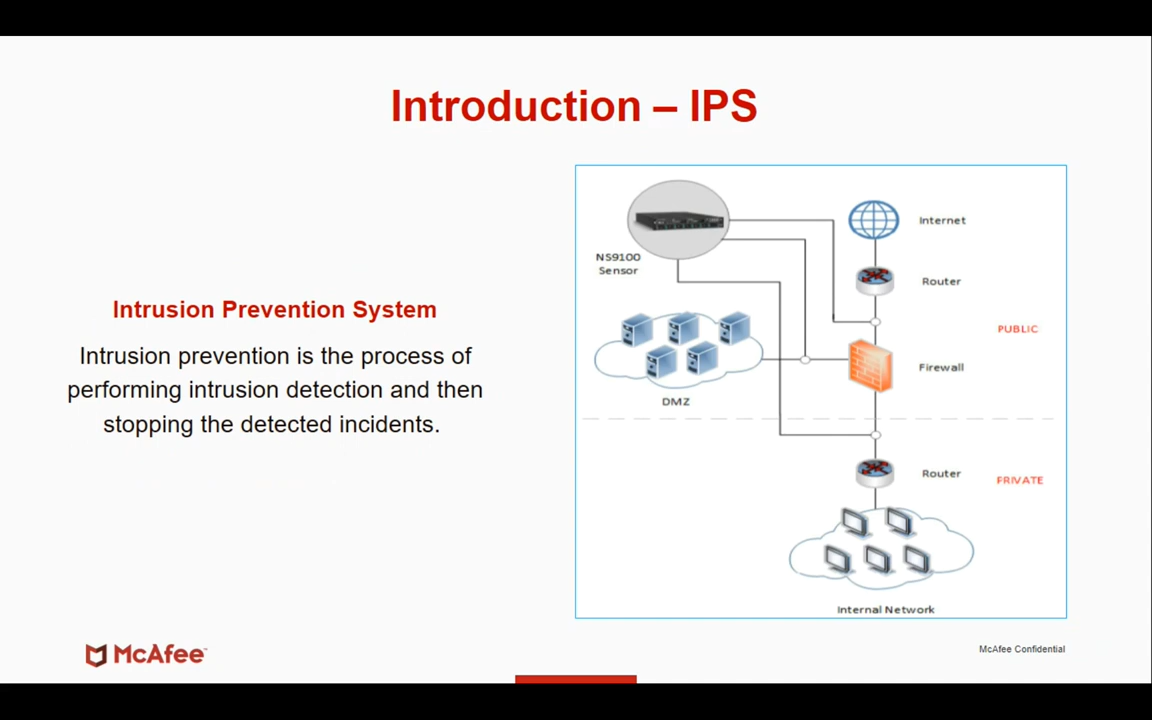 Introduction – IPS
Intrusion Prevention System
Intrusion prevention is the process of
performing intrusion detection and then
stopping the detected incidents.
NS9100
Sensor
Internet
Router
PUBLIC
Firewall
DMZ
Router
PRIVATE
Internal Network
McAfee™
McAfee Confidential